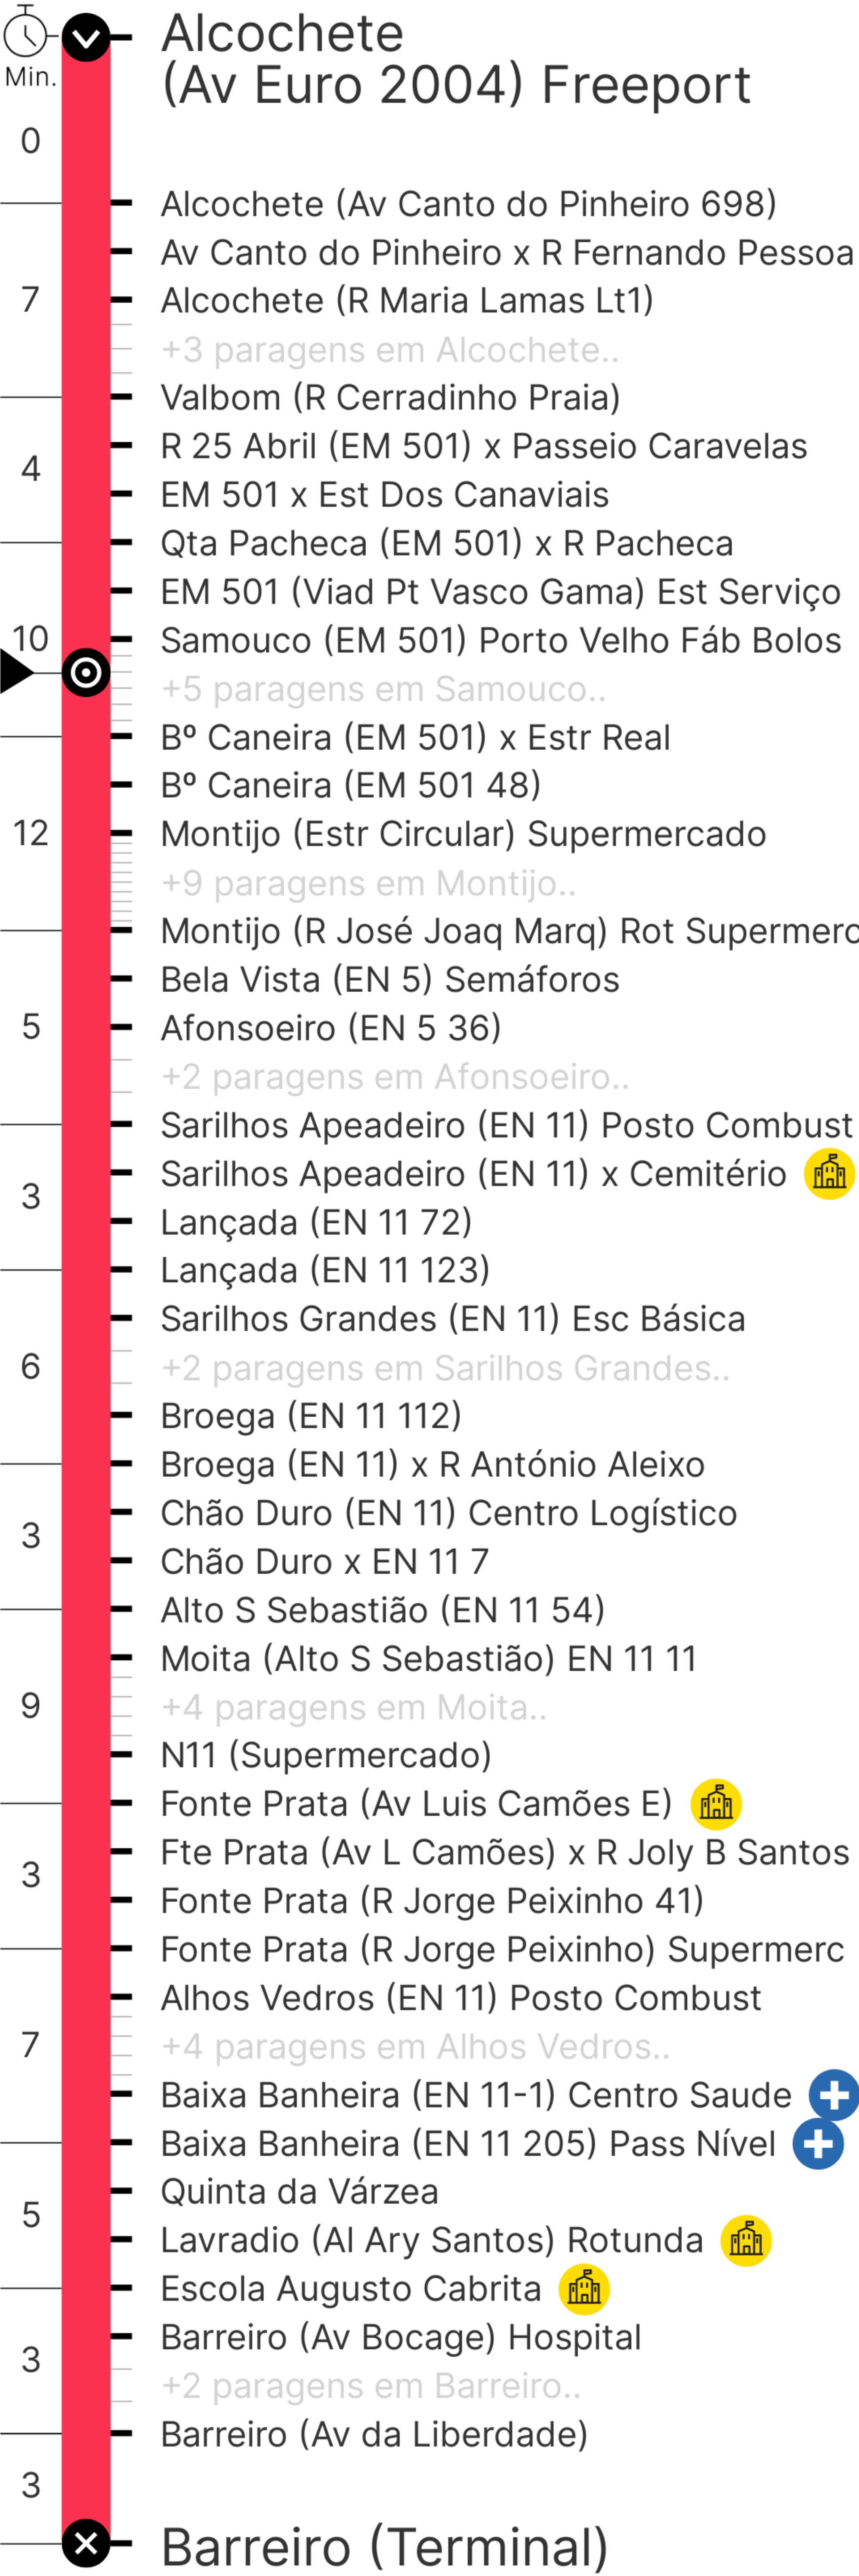 Alcochete
(Av Euro 2004) Freeport
Min.
0
Alcochete (Av Canto do Pinheiro 698)
Av Canto do Pinheiro x R Fernando Pessoa
7 Alcochete (R Maria Lamas Lt1)
+3 paragens em Alcochete..
Valbom (R Cerradinho Praia)
R 25 Abril (EM 501) x Passeio Caravelas
4
EM 501 x Est Dos Canaviais
Qta Pacheca (EM 501) x R Pacheca
EM 501 (Viad Pt Vasco Gama) Est Serviço
10 Samouco (EM 501) Porto Velho Fáb Bolos
+5 paragens em Samouco..
Bº Caneira (EM 501) x Estr Real
Bº Caneira (EM 501 48)
12 Montijo (Estr Circular) Supermercado
+9 paragens em Montijo..
Montijo (R José Joaq Marq) Rot Supermerc
Bela Vista (EN 5) Semáforos
5 Afonsoeiro (EN 5 36)
+2 paragens em Afonsoeiro..
Sarilhos Apeadeiro (EN 11) Posto Combust
Sarilhos Apeadeiro (EN 11) x Cemitério
3
Lançada (EN 11 72)
Lançada (EN 11 123)
Sarilhos Grandes (EN 11) Esc Básica
6 +2 paragens em Sarilhos Grandes..
Broega (EN 11 112)
Broega (EN 11) x R António Aleixo
Chão Duro (EN 11) Centro Logístico
3
Chão Duro x EN 11 7
Alto S Sebastião (EN 11 54)
Moita (Alto S Sebastião) EN 11 11
9 +4 paragens em Moita..
N11 (Supermercado)
Fonte Prata (Av Luis Camões E)
Fte Prata (Av L Camões) x R Joly B Santos
3
Fonte Prata (R Jorge Peixinho 41)
Fonte Prata (R Jorge Peixinho) Supermerc
Alhos Vedros (EN 11) Posto Combust
7 +4 paragens em Alhos Vedros..
Baixa Banheira (EN 11-1) Centro Saude
Baixa Banheira (EN 11 205) Pass Nível
Quinta da Várzea
5
Lavradio (Al Ary Santos) Rotunda
Escola Augusto Cabrita
Barreiro (Av Bocage) Hospital
3
+2 paragens em Barreiro..
Barreiro (Av da Liberdade)
3
Barreiro (Terminal)